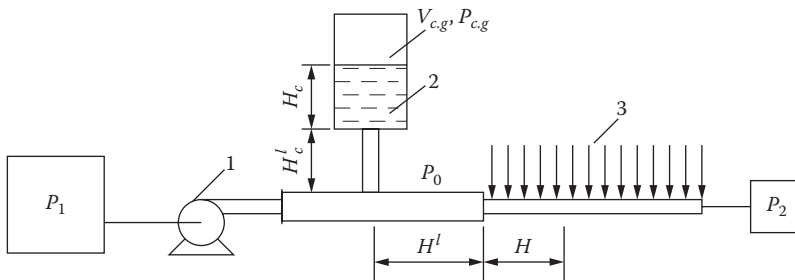 V_{c.g}, P_{c.g}
2
H_c
H_c^l
3
1
P_0
P_1
P_2
H^l
H